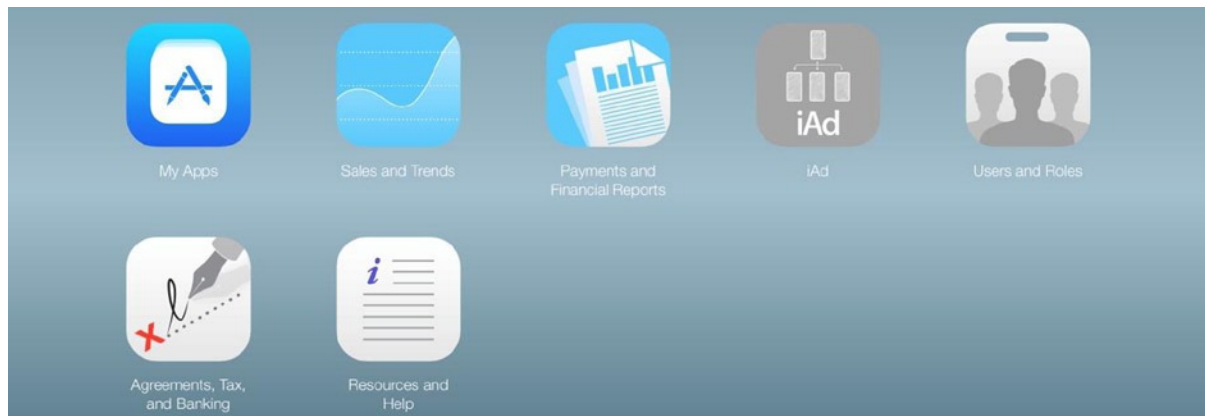 My Apps
Sales and Trends
Payments and
Financial Reports
iAd
iAd
Users and Roles
Agreements, Tax,
and Banking
i
Resources and
Help